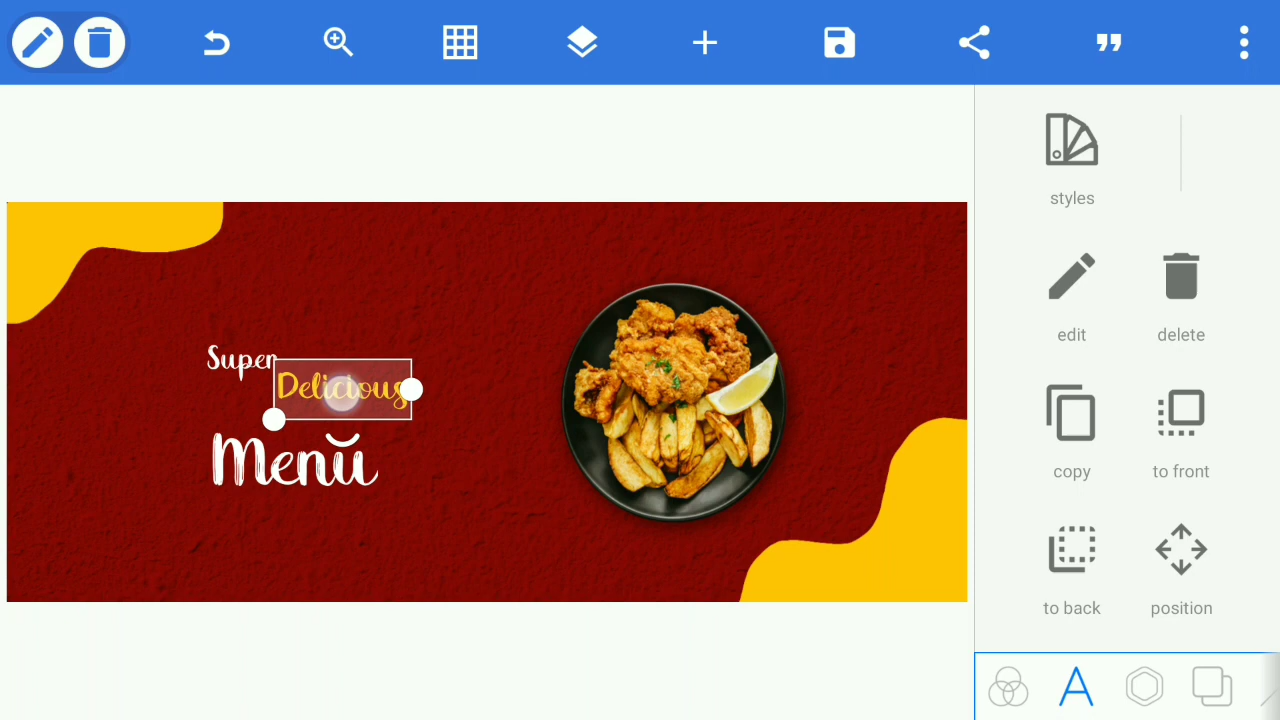 styles
Super
Delicious
Menu
edit
delete
copy
to front
to back
position